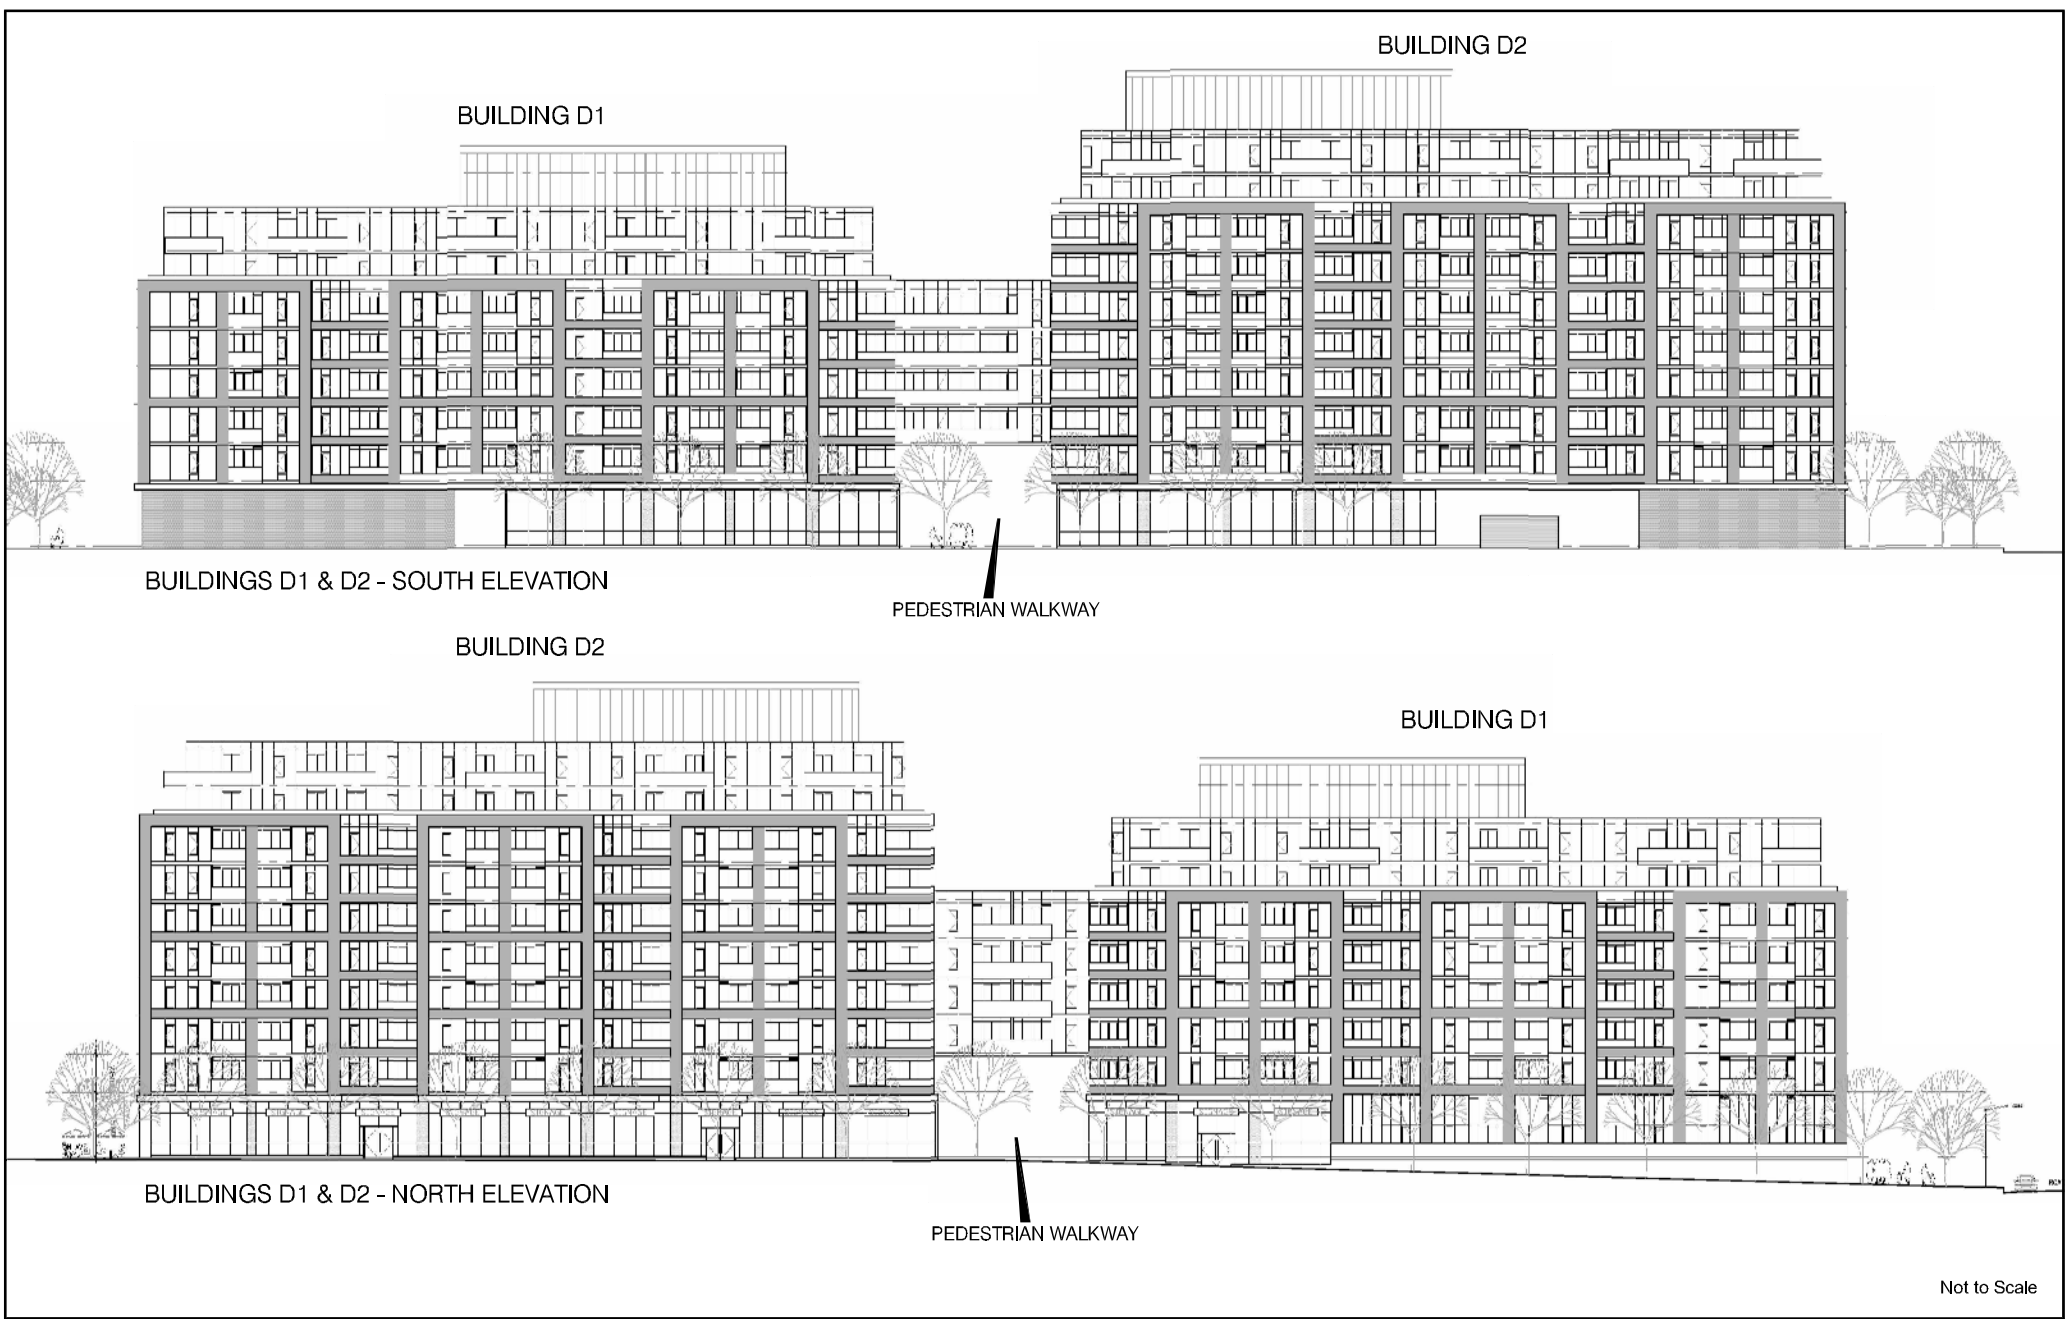 BUILDING D2
BUILDING D1
BUILDINGS D1 & D2 - SOUTH ELEVATION
PEDESTRIAN WALKWAY
BUILDING D2
BUILDING D1
BUILDINGS D1 & D2 - NORTH ELEVATION
PEDESTRIAN WALKWAY
Not to Scale